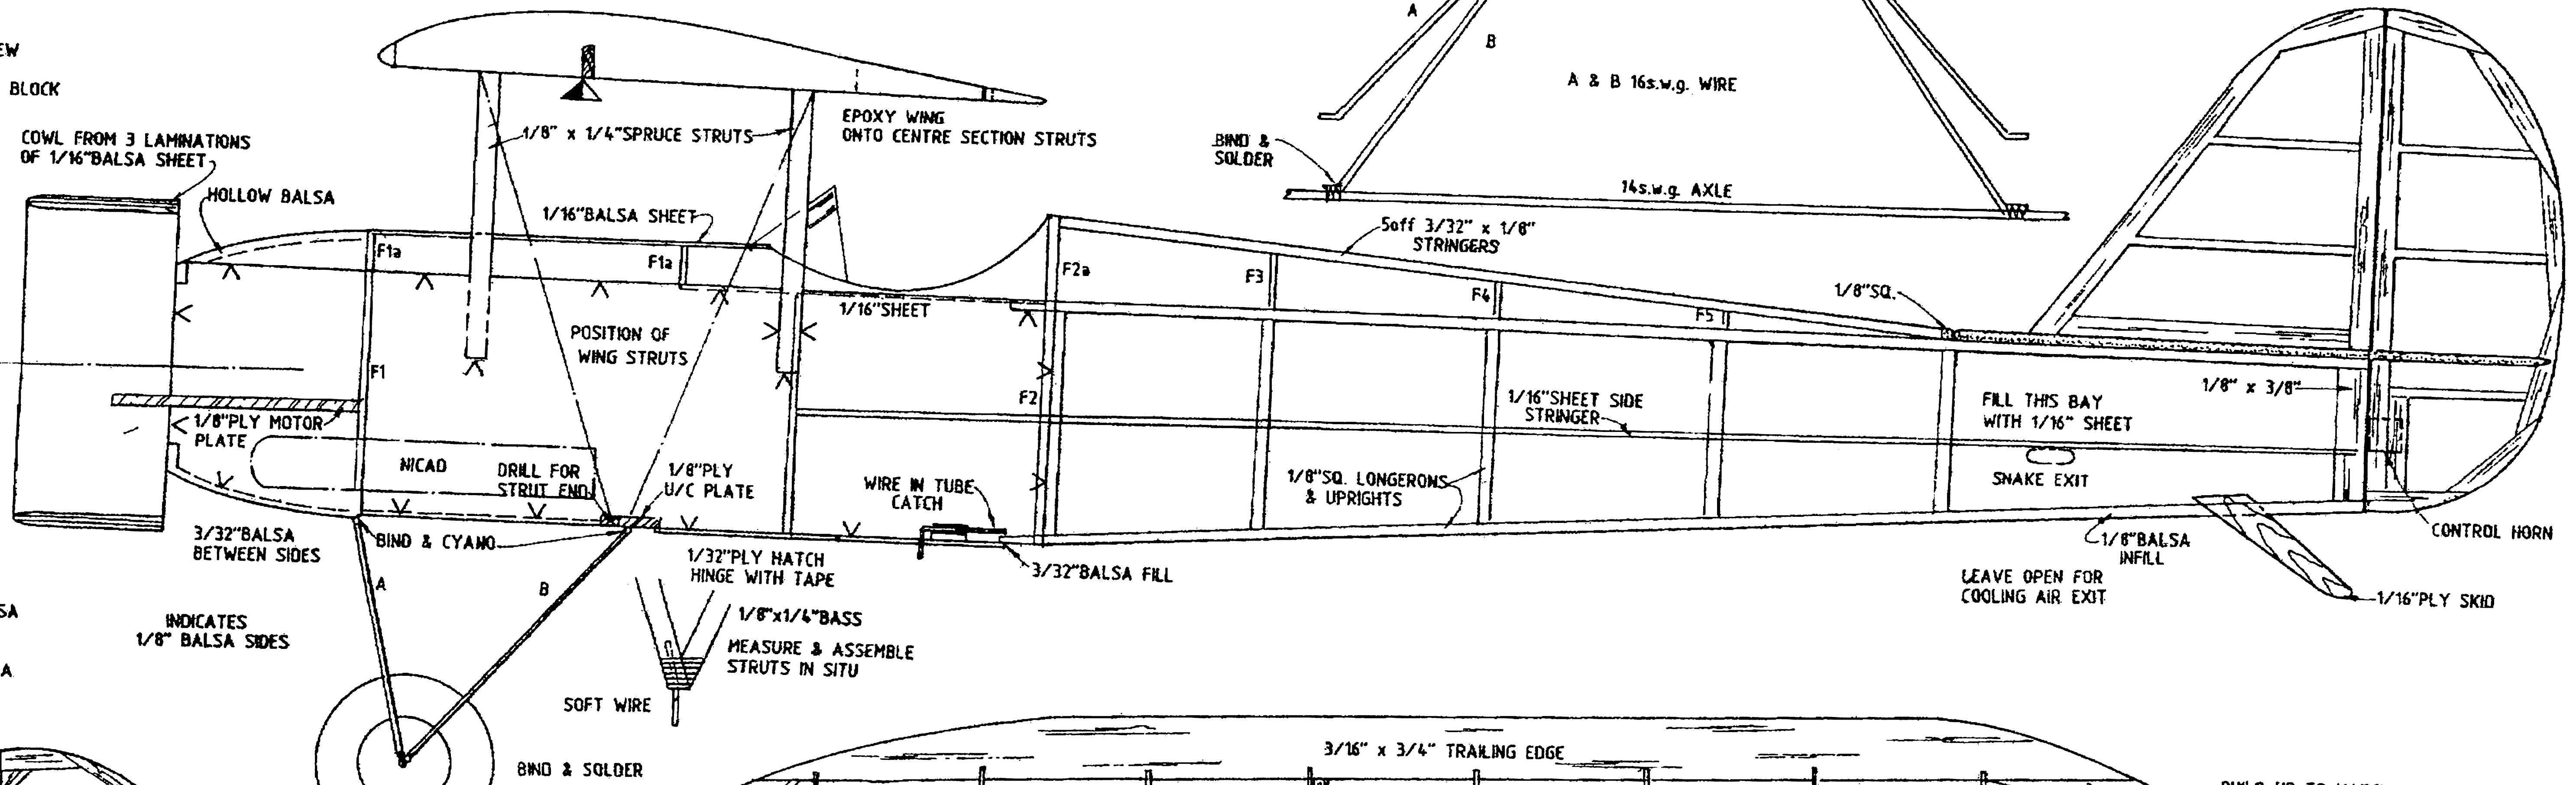 EW
BLOCK
COWL FROM 3 LAMINATIONS
OF 1/16"BALSA SHEET
HOLLOW BALSA
1/8" x 1/4"SPRUCE STRUTS
EPOXY WING
ONTO CENTRE SECTION STRUTS
1/16"BALSA SHEET
A
B
A & B 16s.w.g. WIRE
BIND &
SOLDER
14s.w.g. AXLE
5off 3/32" x 1/8"
STRINGERS
F1a
F1a
F2a
F3
F4
F5
1/8"SQ.
1/16"SHEET
POSITION OF
WING STRUTS
F1
F2
1/8"PLY MOTOR
PLATE
NICAD
DRILL FOR
STRUT END
1/8"PLY
U/C PLATE
WIRE IN TUBE
CATCH
1/16"SHEET SIDE
STRINGER
1/8"SQ. LONGERONS
& UPRIGHTS
1/8" x 3/8"
FILL THIS BAY
WITH 1/16" SHEET
SNAKE EXIT
3/32"BALSA
BETWEEN SIDES
BIND & CYANO
1/32"PLY HATCH
HINGE WITH TAPE
3/32"BALSA FILL
1/8"BALSA
INFILL
CONTROL HORN
LEAVE OPEN FOR
COOLING AIR EXIT
1/16"PLY SKID
A
B
SA
INDICATES
1/8" BALSA SIDES
1/8"x1/4"BASS
MEASURE & ASSEMBLE
STRUTS IN SITU
A
SOFT WIRE
BIND & SOLDER
3/16" x 3/4" TRAILING EDGE